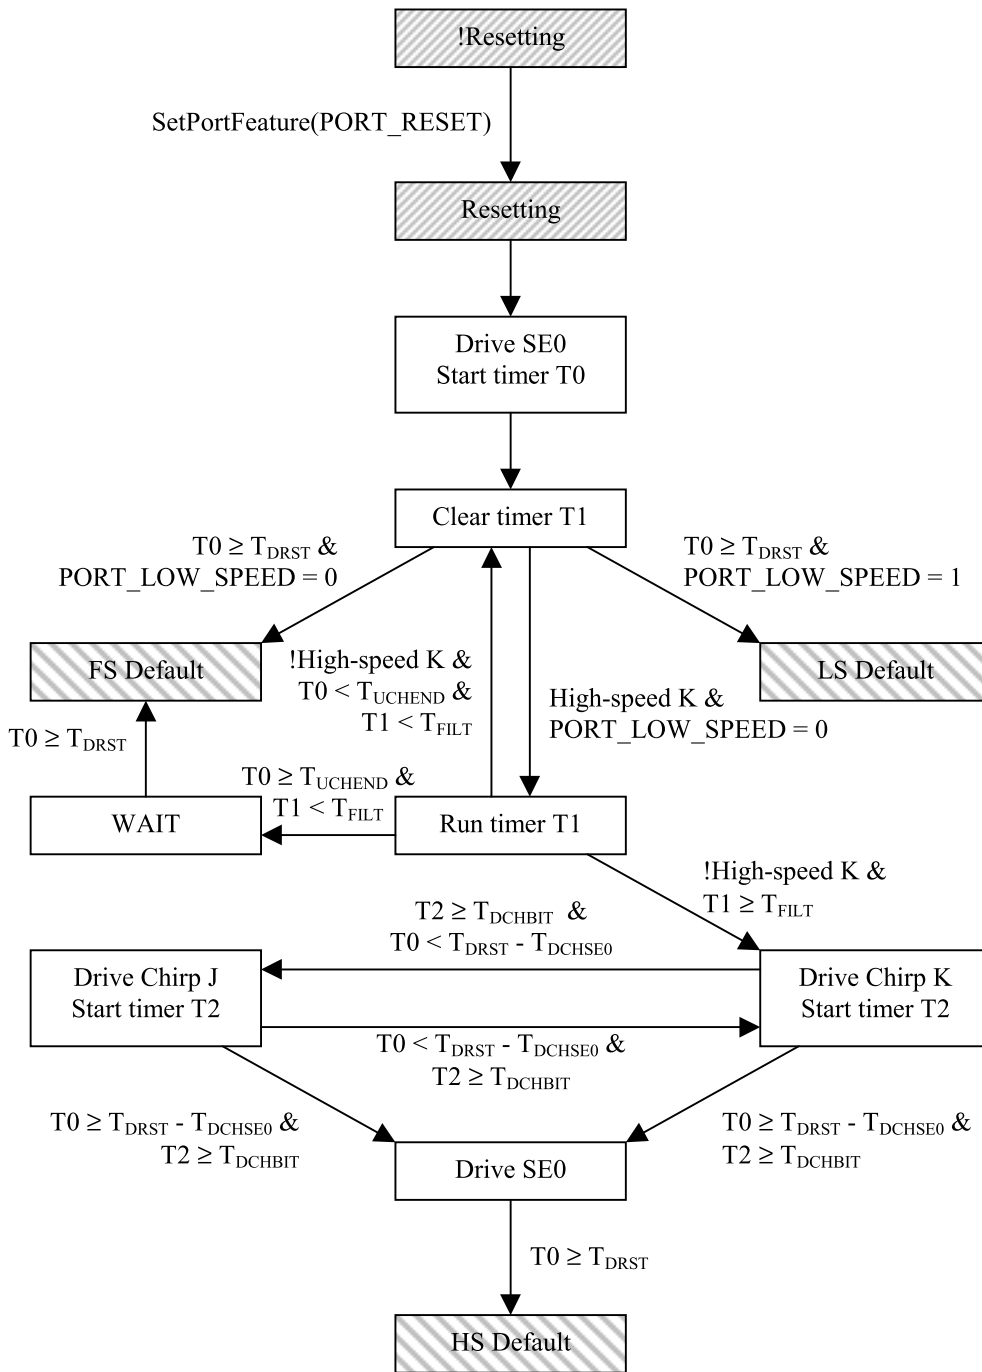 !Resetting
SetPortFeature(PORT_RESET)
Resetting
Drive SE0
Start timer T0
Clear timer T1
T0 ≥ TDRST &
PORT_LOW_SPEED = 0
T0 ≥ TDRST &
PORT_LOW_SPEED = 1
FS Default
!High-speed K &
T0 < TUCHEND &
T1 < TFILT
High-speed K &
PORT_LOW_SPEED = 0
LS Default
T0 ≥ TDRST
T0 ≥ TUCHEND &
T1 < TFILT
WAIT
Run timer T1
!High-speed K &
T1 ≥ TFILT
T2 ≥ TDCHBIT &
T0 < TDRST - TDCHSE0
Drive Chirp J
Start timer T2
Drive Chirp K
Start timer T2
T0 < TDRST - TDCHSE0 &
T2 ≥ TDCHBIT
T0 ≥ TDRST - TDCHSE0 &
T2 ≥ TDCHBIT
T0 ≥ TDRST - TDCHSE0 &
T2 ≥ TDCHBIT
Drive SE0
T0 ≥ TDRST
HS Default